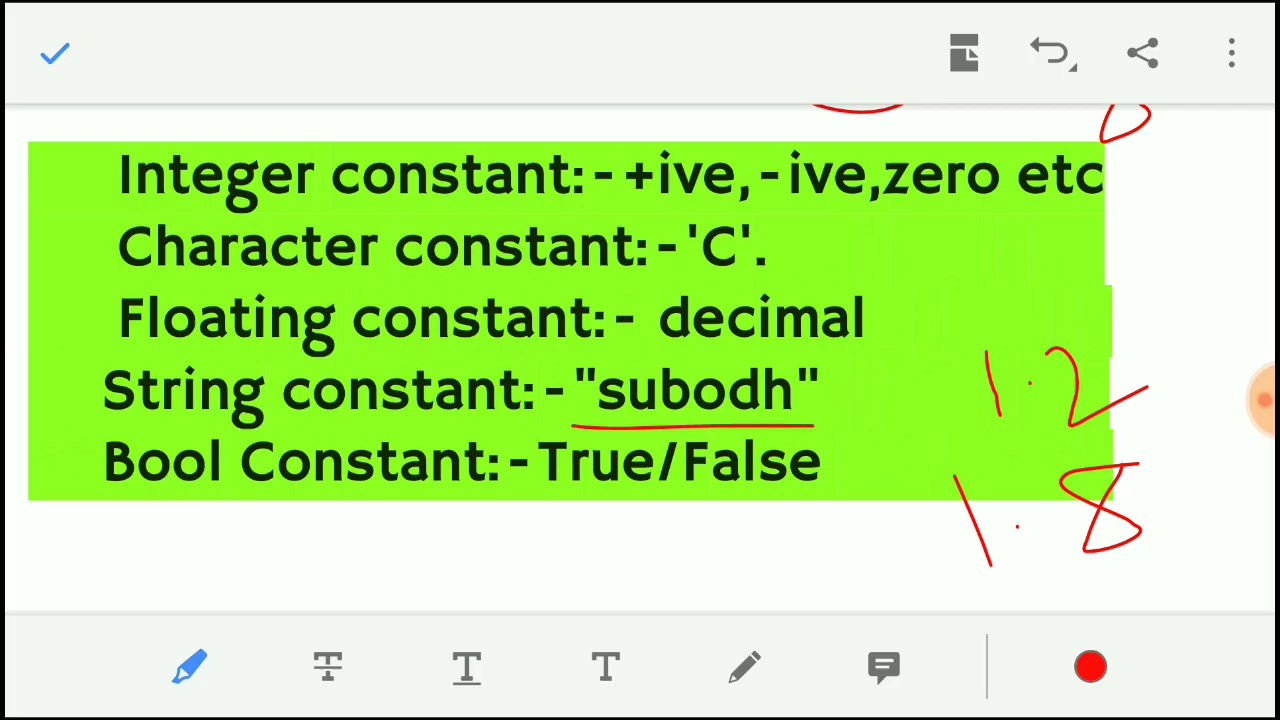 Integer constant:-+ive,-ive,zero etc
Character constant:-'C'.
Floating constant:- decimal
String constant:-"subodh"
1.2
Bool Constant:-True/False
1.8